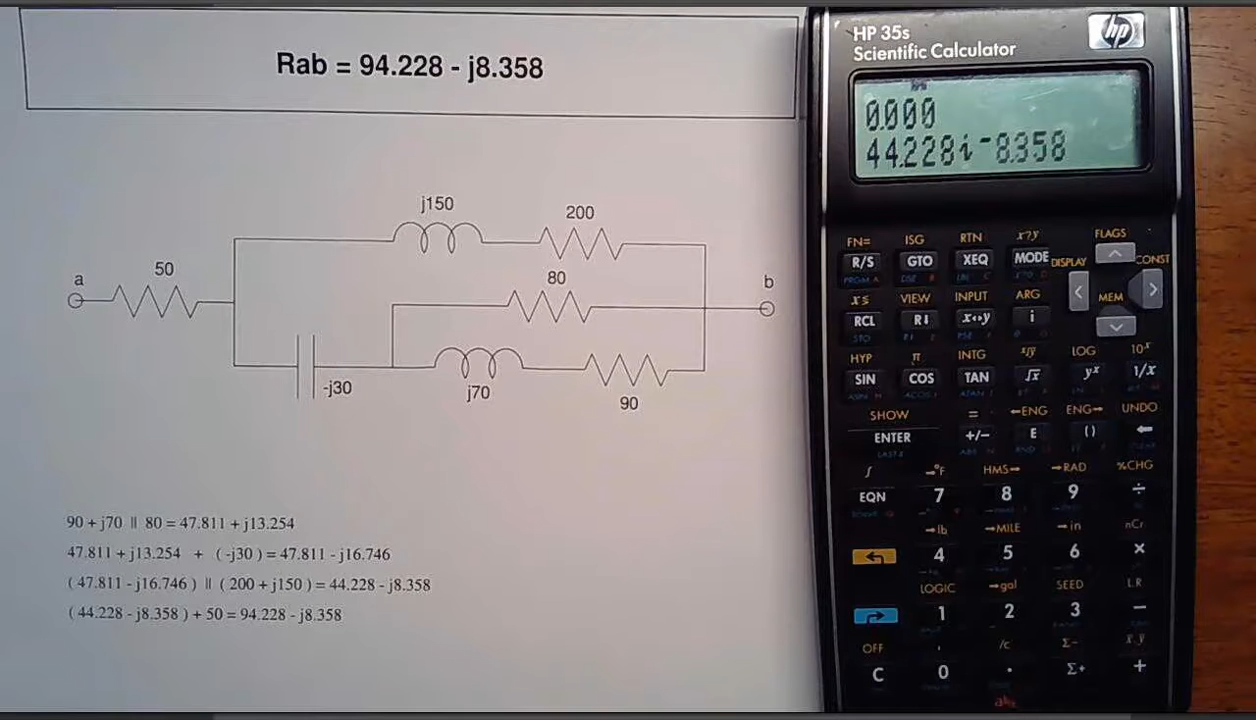 Rab = 94.228 - j8.358
j150
200
50
80
a
b
-j30
j70
90
90 + j70 || 80 = 47.811 + j13.254
47.811 + j13.254 + ( -j30 ) = 47.811 - j16.746
( 47.811 - j16.746 ) || ( 200 + j150 ) = 44.228 - j8.358
( 44.228 - j8.358 ) + 50 = 94.228 - j8.358
HP 35s
Scientific Calculator
hp
0.000
44.228i-8.358
FN= ISG RTN x?y FLAGS
R/S GTO XEQ MODE DISPLAY CONST
VIEW INPUT ARG MEM
RCL R↓ x↔y i
HYP π INTG LOG 10ˣ
SIN COS TAN √x yˣ 1/x
SHOW = ←ENG ENG→ UNDO
ENTER +/- E ( ) ←
∫ →°F HMS→ →RAD %CHG
EQN 7 8 9 ÷
→lb →MILE →in nCr
4 5 6 ×
LOGIC →gal SEED L.R.
1 2 3 −
OFF , /c Σ- x̄,ȳ
C 0 . Σ+ +